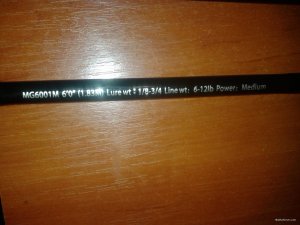 MG6001M 6'0" (1.83m) Lure wt: 1/8-3/4 Line wt: 6-12lb Power: Medium